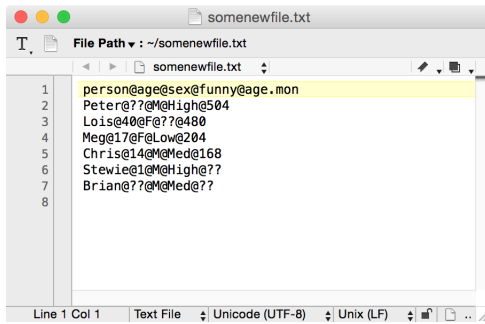 somenewfile.txt
File Path ▾ : ~/somenewfile.txt
somenewfile.txt
1 person@age@sex@funny@age.mon
2 Peter@??@M@High@504
3 Lois@40@F@??@480
4 Meg@17@F@Low@204
5 Chris@14@M@Med@168
6 Stewie@1@M@High@??
7 Brian@??@M@Med@??
8
Line 1 Col 1 Text File Unicode (UTF-8) Unix (LF) ..